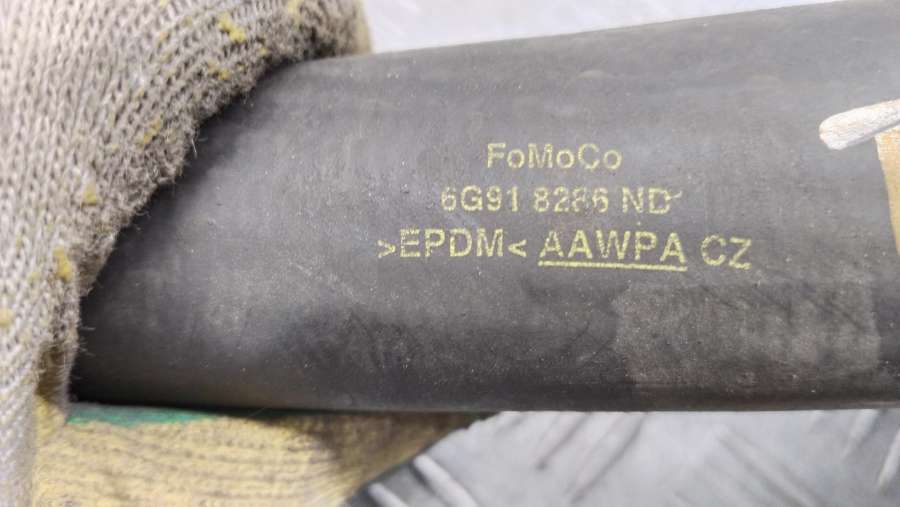 FoMoCo
6G91 8286 ND
>EPDM< AAWPA CZ